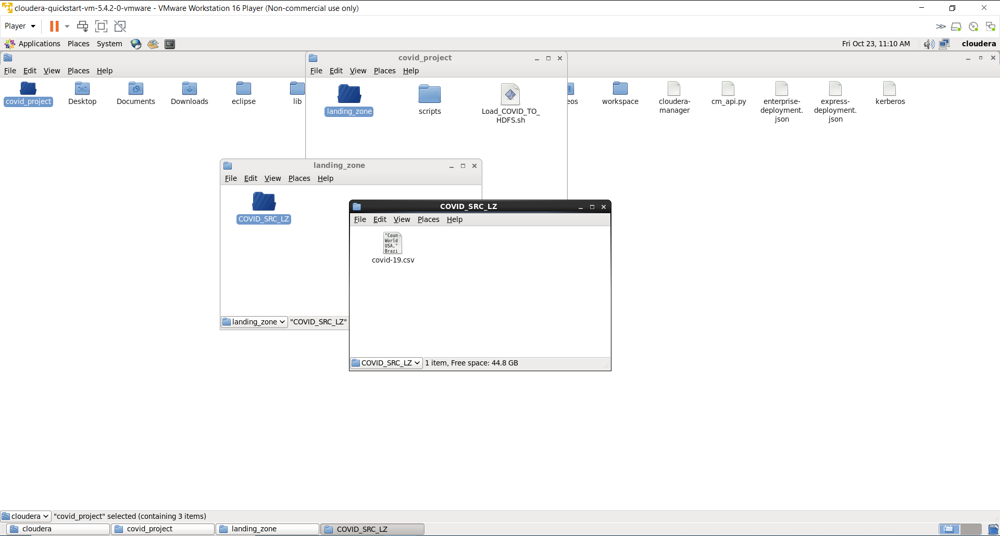 cloudera-quickstart-vm-5.4.2-0-vmware - VMware Workstation 16 Player (Non-commercial use only)
Player
Applications Places System Fri Oct 23, 11:10 AM cloudera
File Edit View Places Help
covid_project
Desktop
Documents
Downloads
eclipse
lib
eos
workspace
cloudera-
manager
cm_api.py
enterprise-
deployment.
json
express-
deployment.
json
kerberos
covid_project
File Edit View Places Help
landing_zone
scripts
Load_COVID_TO_
HDFS.sh
landing_zone
File Edit View Places Help
COVID_SRC_LZ
landing_zone "COVID_SRC_LZ"
COVID_SRC_LZ
File Edit View Places Help
"Coun
World
USA,"
Brazi
covid-19.csv
COVID_SRC_LZ 1 item, Free space: 44.8 GB
cloudera "covid_project" selected (containing 3 items)
cloudera covid_project landing_zone COVID_SRC_LZ